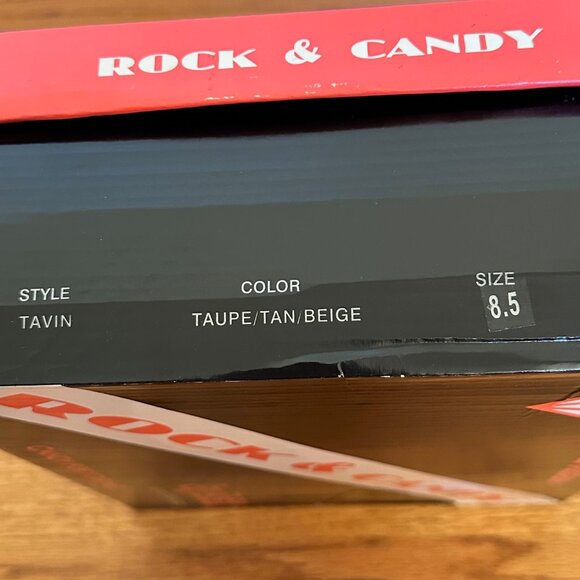 ROCK & CANDY
STYLE COLOR SIZE
TAVIN TAUPE/TAN/BEIGE 8.5
ROCK & CANDY